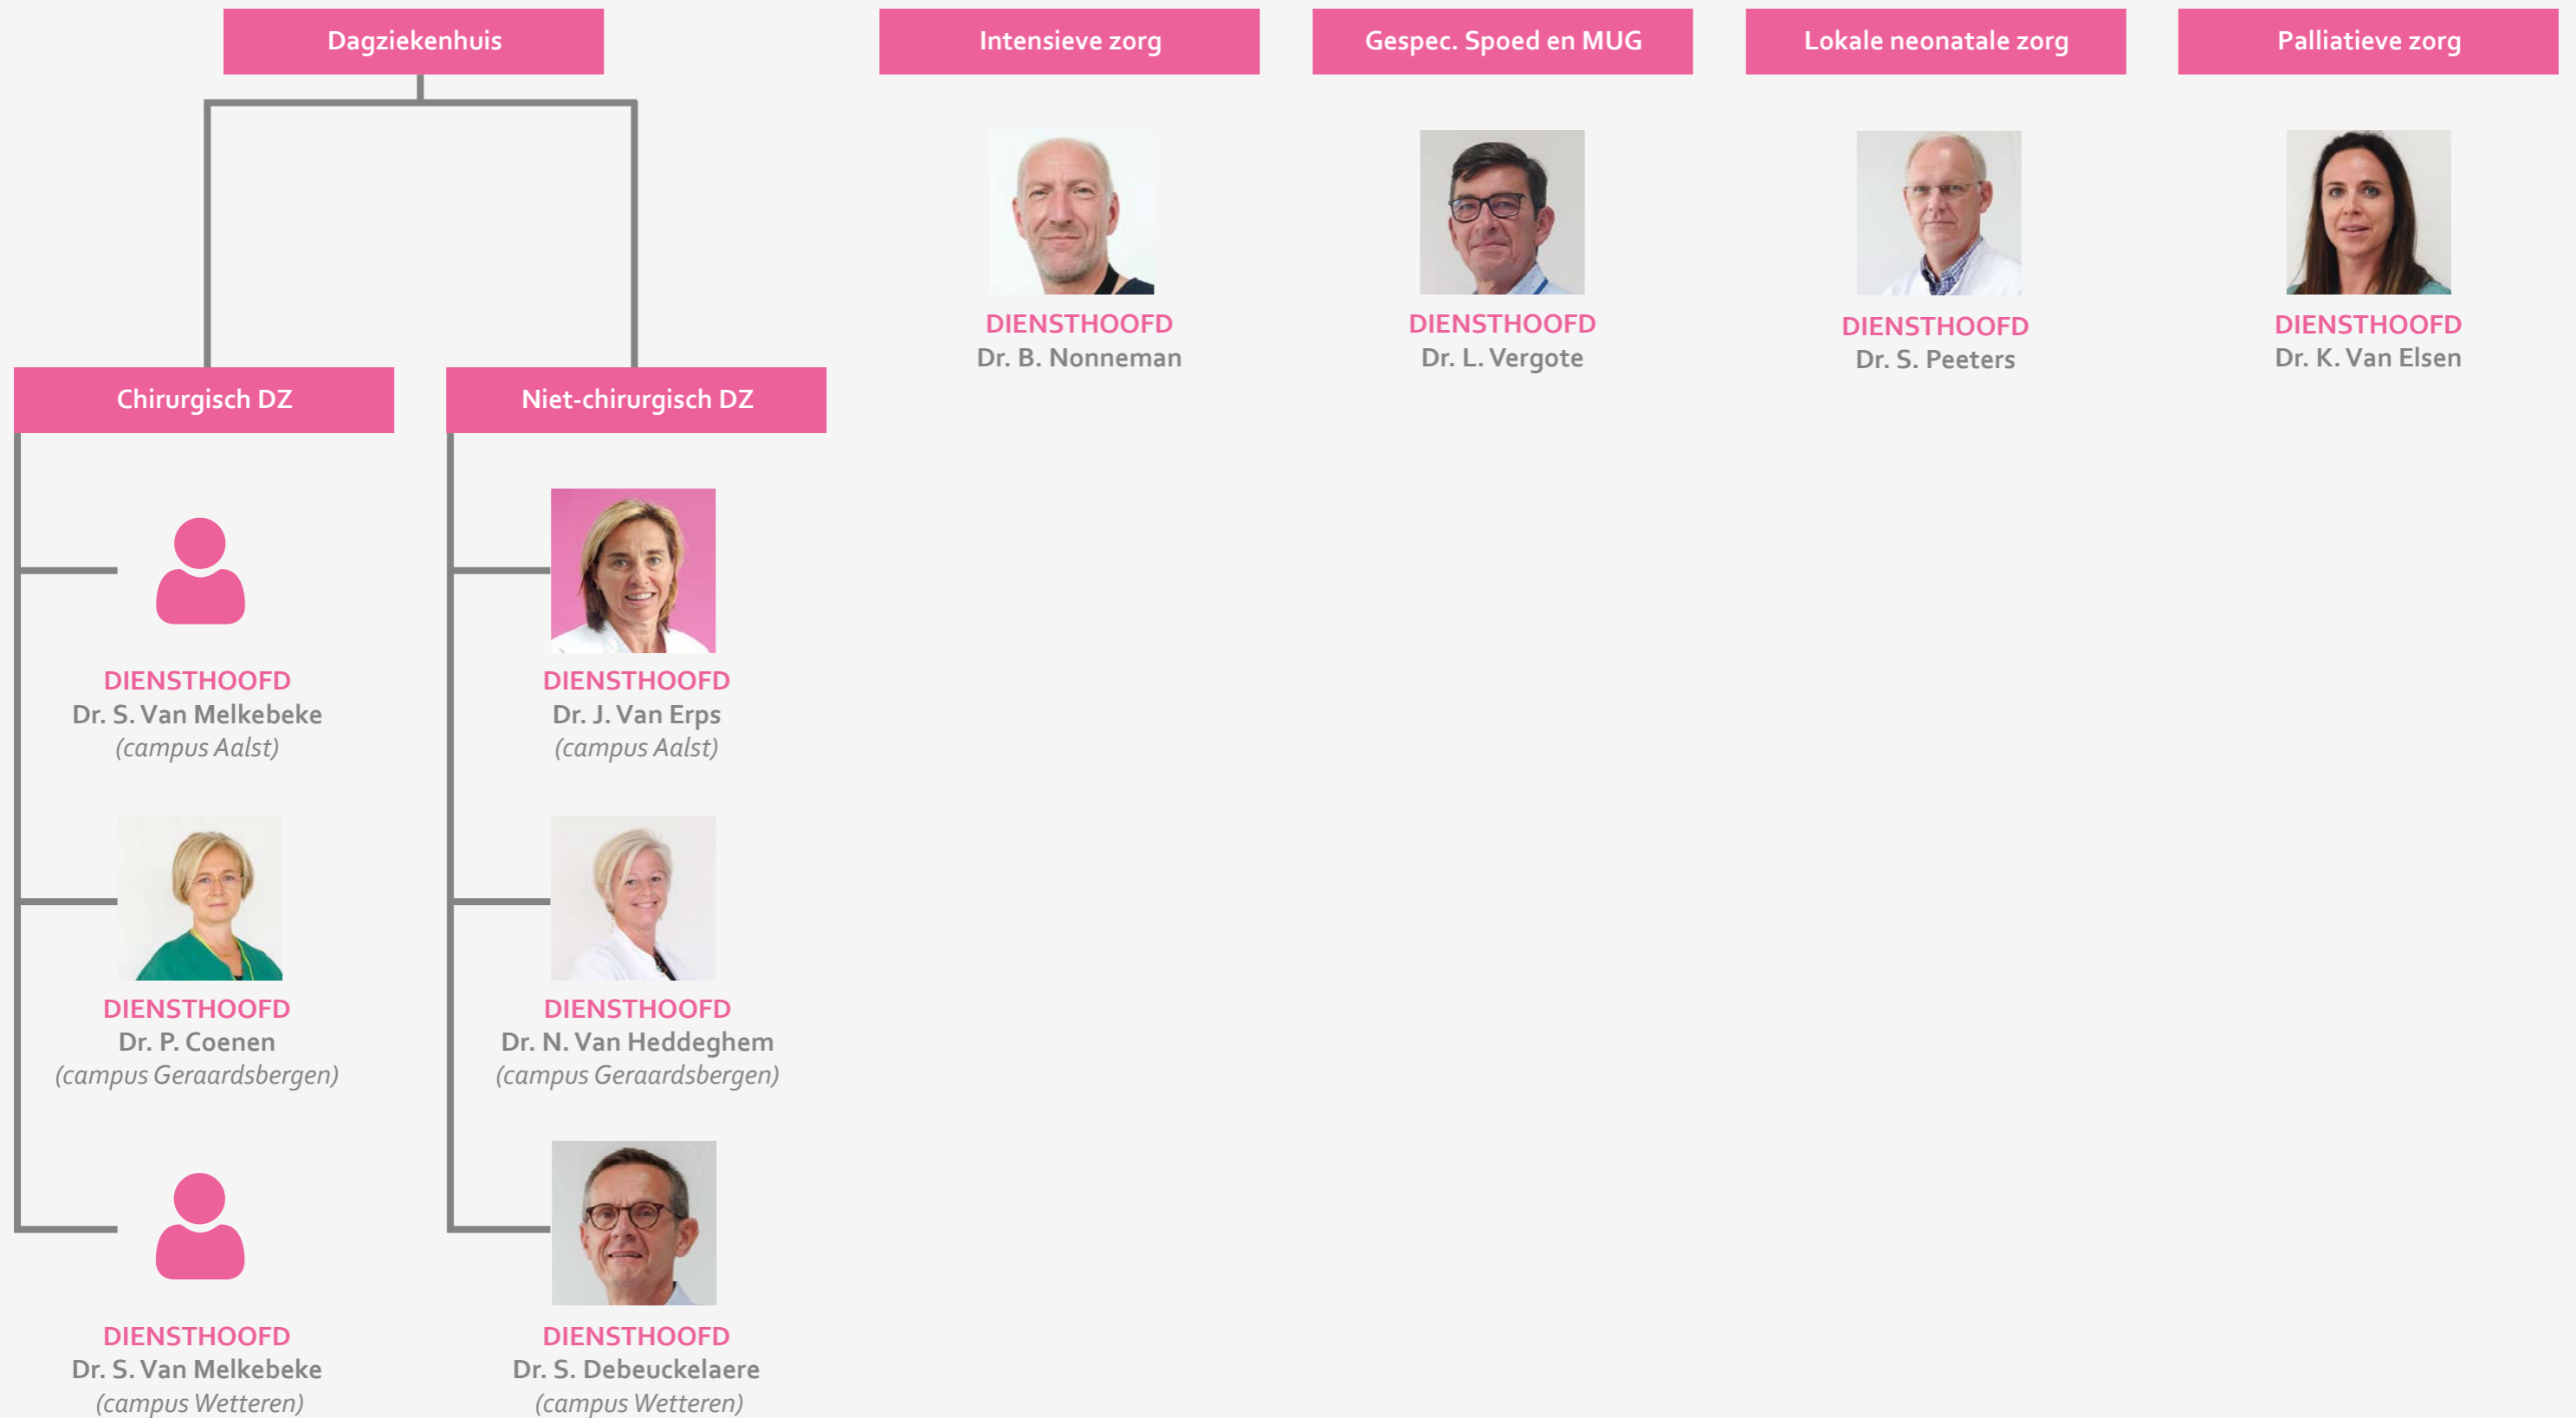 Dagziekenhuis
Intensieve zorg
Gespec. Spoed en MUG
Lokale neonatale zorg
Palliatieve zorg
DIENSTHOOFD
Dr. B. Nonneman
DIENSTHOOFD
Dr. L. Vergote
DIENSTHOOFD
Dr. S. Peeters
DIENSTHOOFD
Dr. K. Van Elsen
Chirurgisch DZ
Niet-chirurgisch DZ
DIENSTHOOFD
Dr. S. Van Melkebeke
(campus Aalst)
DIENSTHOOFD
Dr. J. Van Erps
(campus Aalst)
DIENSTHOOFD
Dr. P. Coenen
(campus Geraardsbergen)
DIENSTHOOFD
Dr. N. Van Heddeghem
(campus Geraardsbergen)
DIENSTHOOFD
Dr. S. Van Melkebeke
(campus Wetteren)
DIENSTHOOFD
Dr. S. Debeuckelaere
(campus Wetteren)